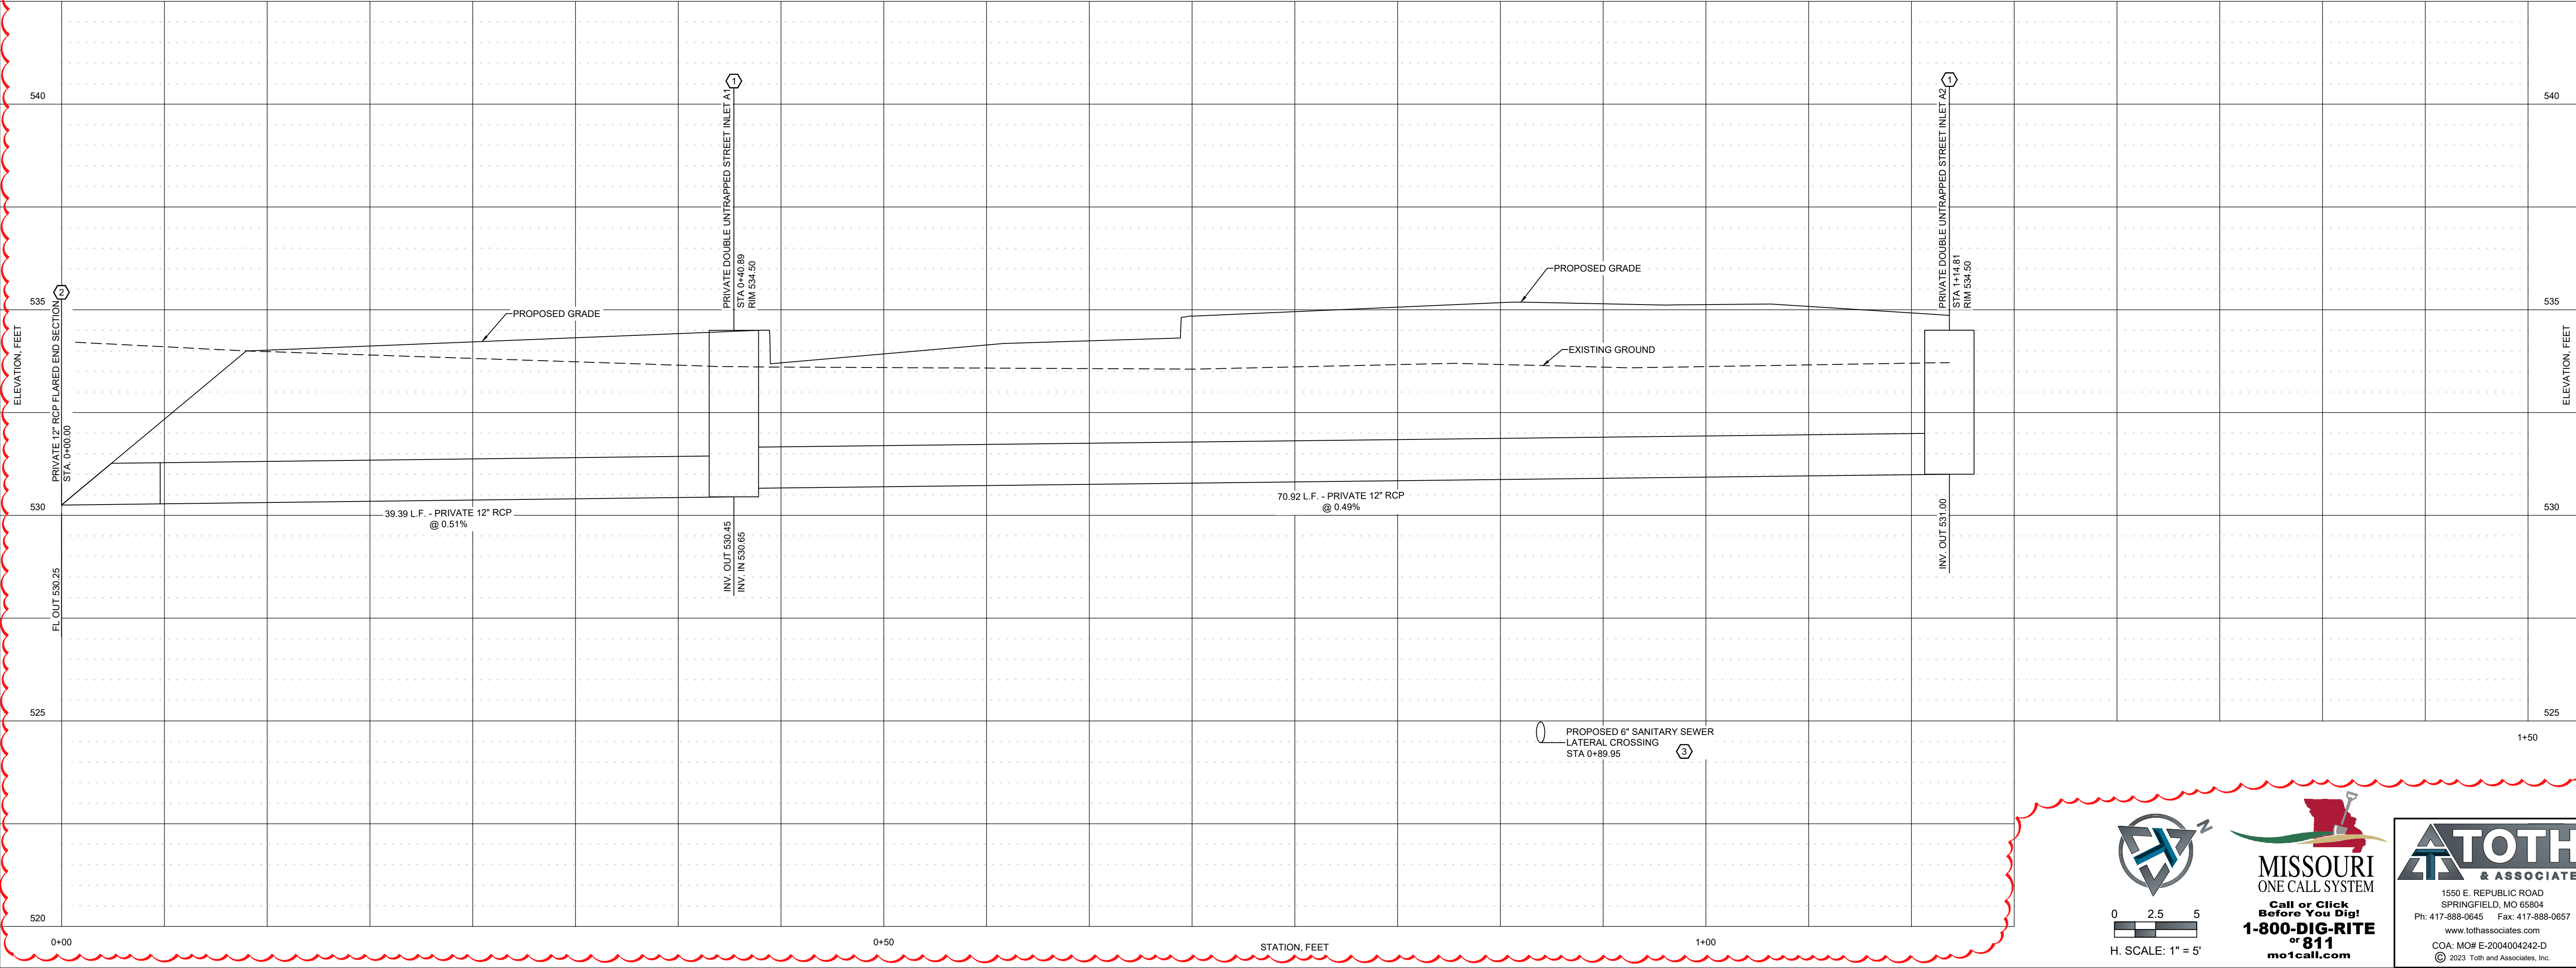 540
535
530
525
520
ELEVATION, FEET
2
PRIVATE 12" RCP FLARED END SECTION
STA. 0+00.00
FL OUT 530.25
PROPOSED GRADE
39.39 L.F. - PRIVATE 12" RCP
@ 0.51%
1
PRIVATE DOUBLE UNTRAPPED STREET INLET A1
STA 0+40.89
RIM 534.50
INV. OUT 530.45
INV. IN 530.65
PROPOSED GRADE
EXISTING GROUND
70.92 L.F. - PRIVATE 12" RCP
@ 0.49%
PROPOSED 6" SANITARY SEWER
LATERAL CROSSING
STA 0+89.95
3
1
PRIVATE DOUBLE UNTRAPPED STREET INLET A2
STA 1+14.81
RIM 534.50
INV. OUT 531.00
540
535
530
525
ELEVATION, FEET
0+00
0+50
1+00
1+50
STATION, FEET
N
0 2.5 5
H. SCALE: 1" = 5'
MISSOURI
ONE CALL SYSTEM
Call or Click
Before You Dig!
1-800-DIG-RITE
or 811
mo1call.com
TOTH
& ASSOCIATE
1550 E. REPUBLIC ROAD
SPRINGFIELD, MO 65804
Ph: 417-888-0645 Fax: 417-888-0657
www.tothassociates.com
COA: MO# E-2004004242-D
© 2023 Toth and Associates, Inc.